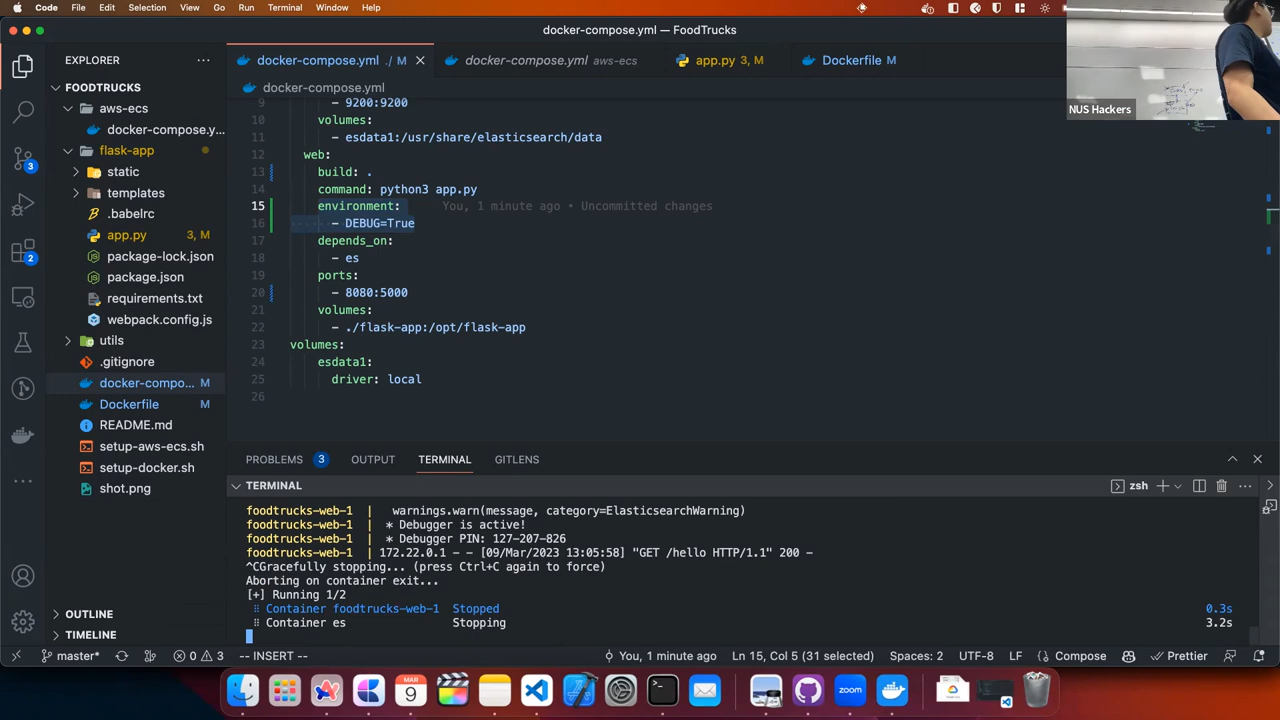 Code File Edit Selection View Go Run Terminal Window Help
docker-compose.yml — FoodTrucks
EXPLORER
docker-compose.yml ./ M
docker-compose.yml aws-ecs
app.py 3, M
Dockerfile M
NUS Hackers
FOODTRUCKS
docker-compose.yml
aws-ecs
docker-compose.y...
flask-app
static
templates
.babelrc
app.py 3, M
package-lock.json
package.json
requirements.txt
webpack.config.js
utils
.gitignore
docker-compo... M
Dockerfile M
README.md
setup-aws-ecs.sh
setup-docker.sh
shot.png
OUTLINE
TIMELINE
3
2
9 - 9200:9200
10 volumes:
11 - esdata1:/usr/share/elasticsearch/data
12 web:
13 build: .
14 command: python3 app.py
15 environment: You, 1 minute ago • Uncommitted changes
16 - DEBUG=True
17 depends_on:
18 - es
19 ports:
20 - 8080:5000
21 volumes:
22 - ./flask-app:/opt/flask-app
23 volumes:
24 esdata1:
25 driver: local
26
PROBLEMS 3 OUTPUT TERMINAL GITLENS
TERMINAL zsh
foodtrucks-web-1 | warnings.warn(message, category=ElasticsearchWarning)
foodtrucks-web-1 | * Debugger is active!
foodtrucks-web-1 | * Debugger PIN: 127-207-826
foodtrucks-web-1 | 172.22.0.1 - - [09/Mar/2023 13:05:58] "GET /hello HTTP/1.1" 200 -
^CGracefully stopping... (press Ctrl+C again to force)
Aborting on container exit...
[+] Running 1/2
⠿ Container foodtrucks-web-1 Stopped 0.3s
⠿ Container es Stopping 3.2s
master* 0 3 -- INSERT -- You, 1 minute ago Ln 15, Col 5 (31 selected) Spaces: 2 UTF-8 LF Compose Prettier
MAR
9
zoom